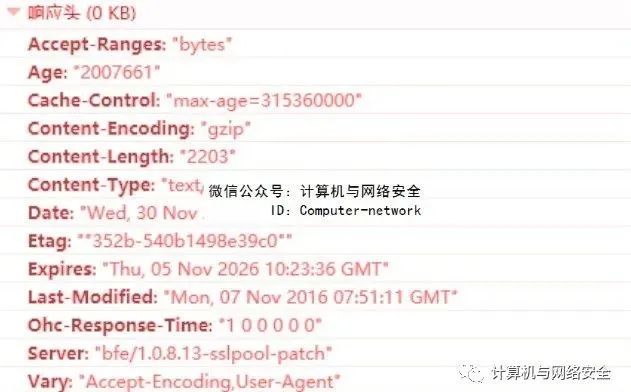 响应头 (0 KB)
Accept-Ranges: "bytes"
Age: "2007661"
Cache-Control: "max-age=315360000"
Content-Encoding: "gzip"
Content-Length: "2203"
Content-Type: "text/
微信公众号：计算机与网络安全
Date: "Wed, 30 Nov
ID：Computer-network
Etag: ""352b-540b1498e39c0""
Expires: "Thu, 05 Nov 2026 10:23:36 GMT"
Last-Modified: "Mon, 07 Nov 2016 07:51:11 GMT"
Ohc-Response-Time: "1 0 0 0 0 0"
Server: "bfe/1.0.8.13-sslpool-patch"
Vary: "Accept-Encoding,User-Agent"
计算机与网络安全